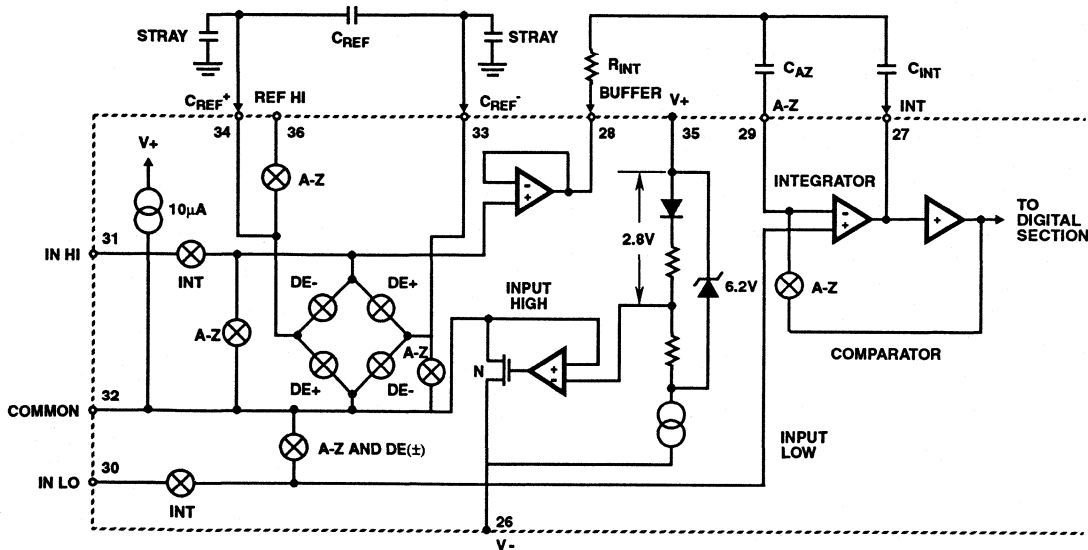 STRAY
CREF
STRAY
RINT
CAZ
CINT
CREF+
REF HI
CREF-
BUFFER
V+
A-Z
INT
34
36
33
28
35
29
27
V+
A-Z
10µA
INTEGRATOR
TO
DIGITAL
SECTION
31
IN HI
INT
2.8V
DE-
DE+
INPUT
HIGH
6.2V
A-Z
A-Z
A-Z
COMPARATOR
N
DE+
DE-
32
COMMON
A-Z AND DE(±)
INPUT
LOW
30
IN LO
INT
26
V-
-
+
-
+
+
+
-